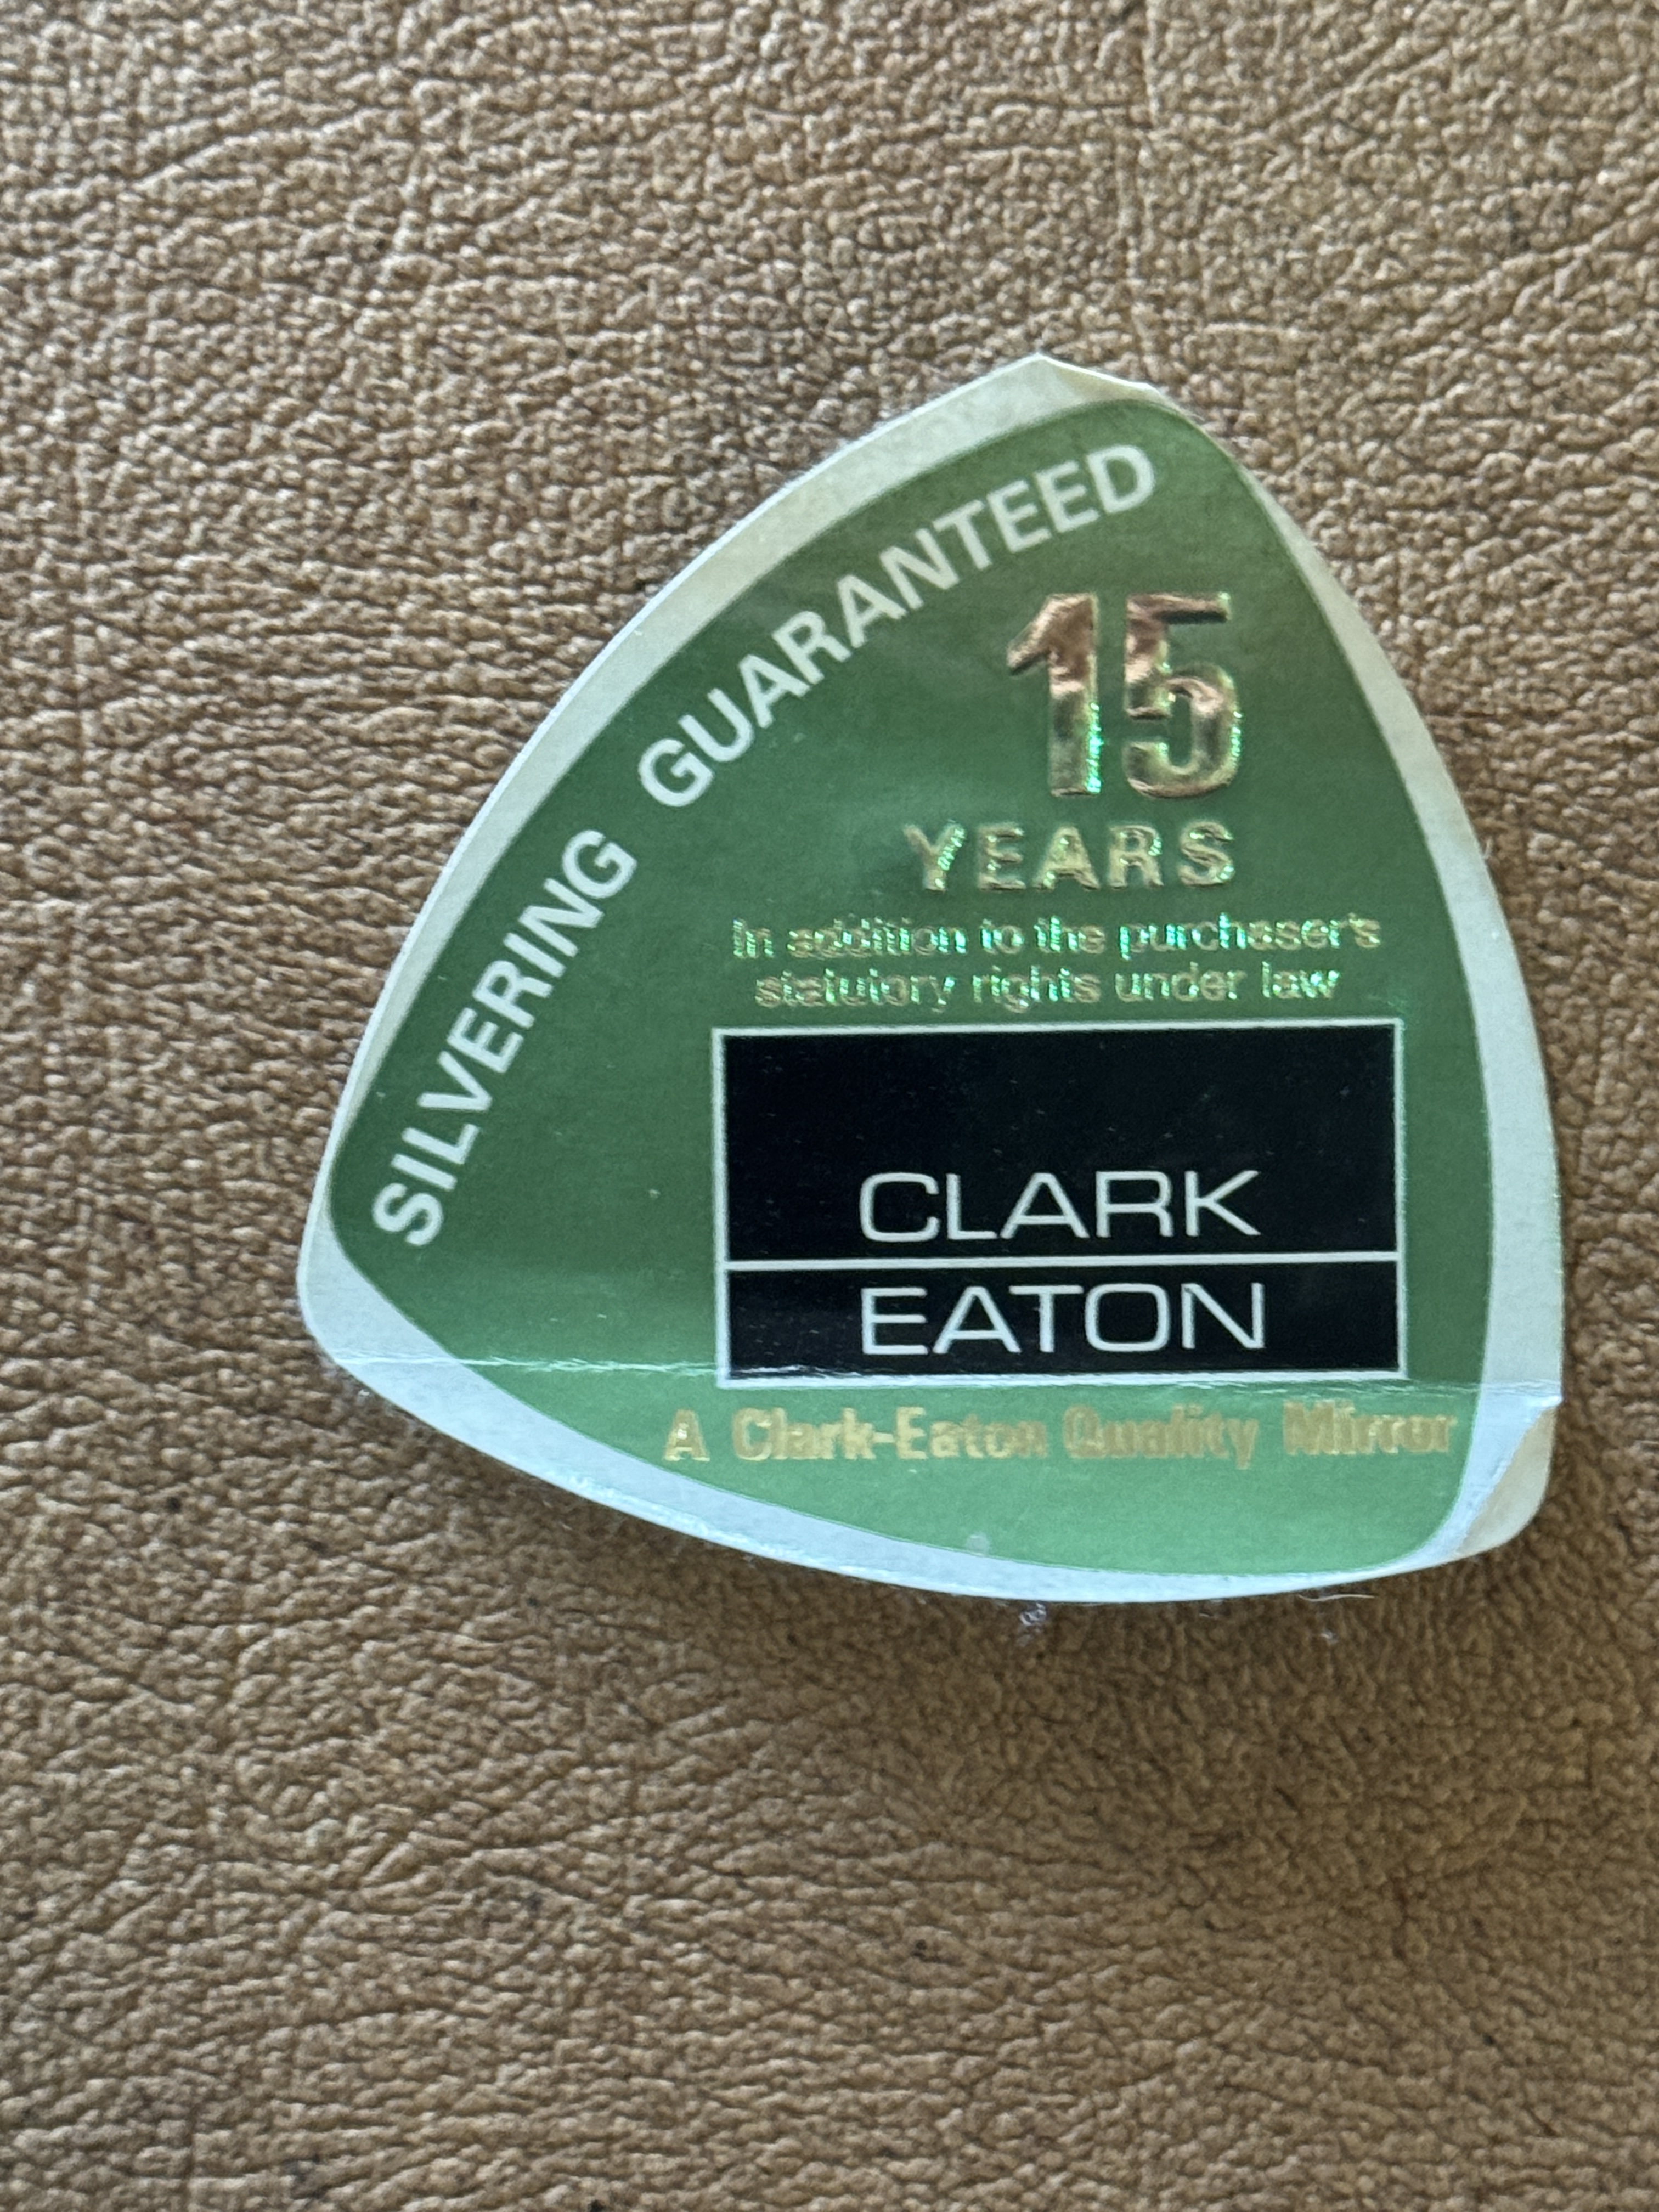 SILVERING GUARANTEED
15
YEARS
In addition to the purchaser's
statutory rights under law
CLARK
EATON
A Clark-Eaton Quality Mirror